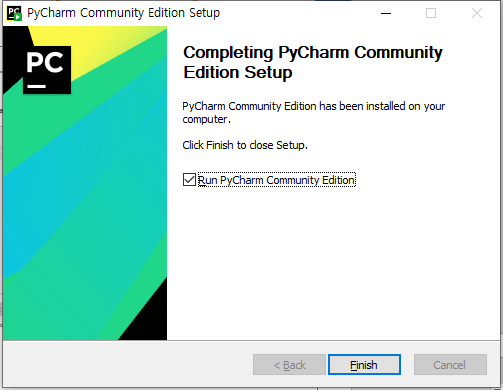 PyCharm Community Edition Setup
PC
Completing PyCharm Community
Edition Setup
PyCharm Community Edition has been installed on your
computer.
Click Finish to close Setup.
Run PyCharm Community Edition
< Back
Finish
Cancel